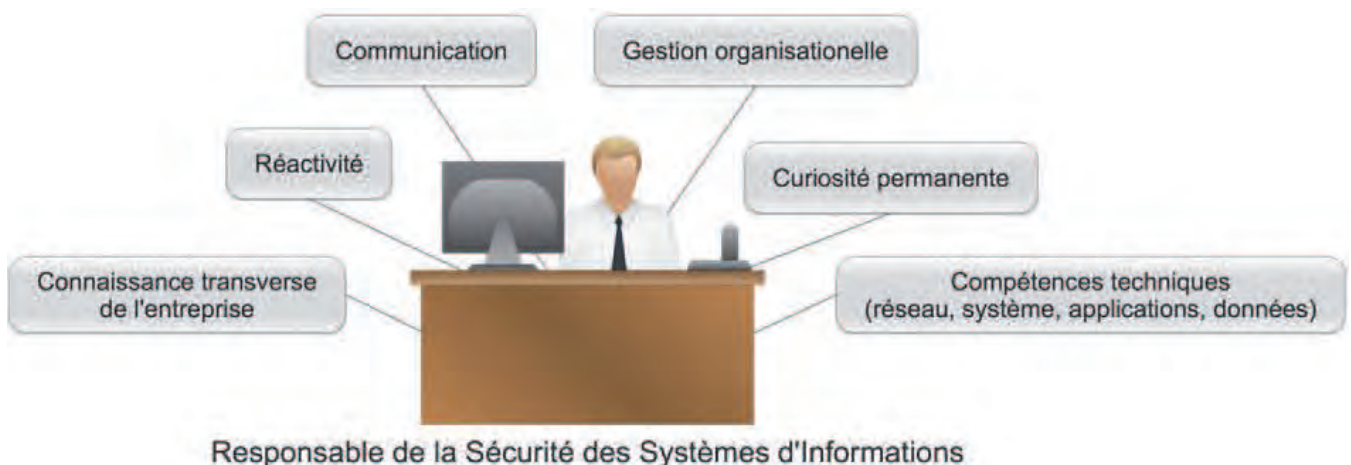 Communication
Gestion organisationelle
Réactivité
Curiosité permanente
Connaissance transverse
de l'entreprise
Compétences techniques
(réseau, système, applications, données)
Responsable de la Sécurité des Systèmes d'Informations